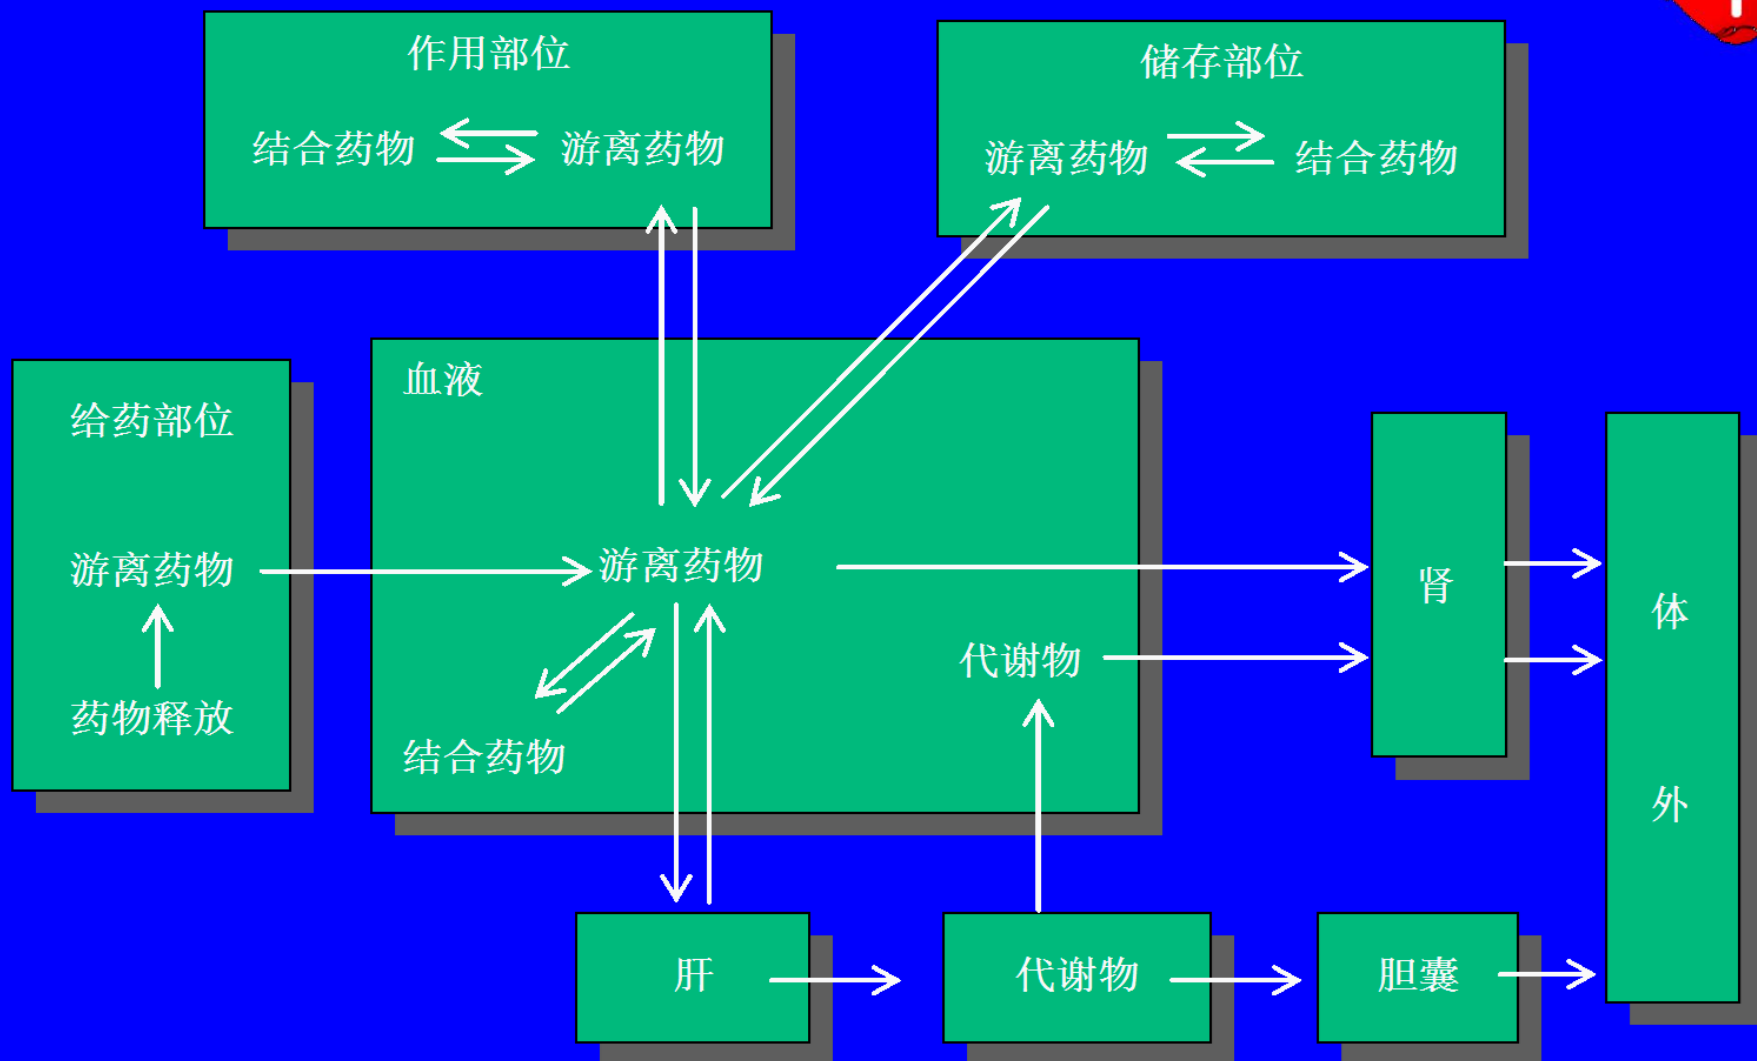 作用部位
结合药物
游离药物
储存部位
游离药物
结合药物
给药部位
游离药物
药物释放
血液
游离药物
结合药物
代谢物
肾
体
外
肝
代谢物
胆囊